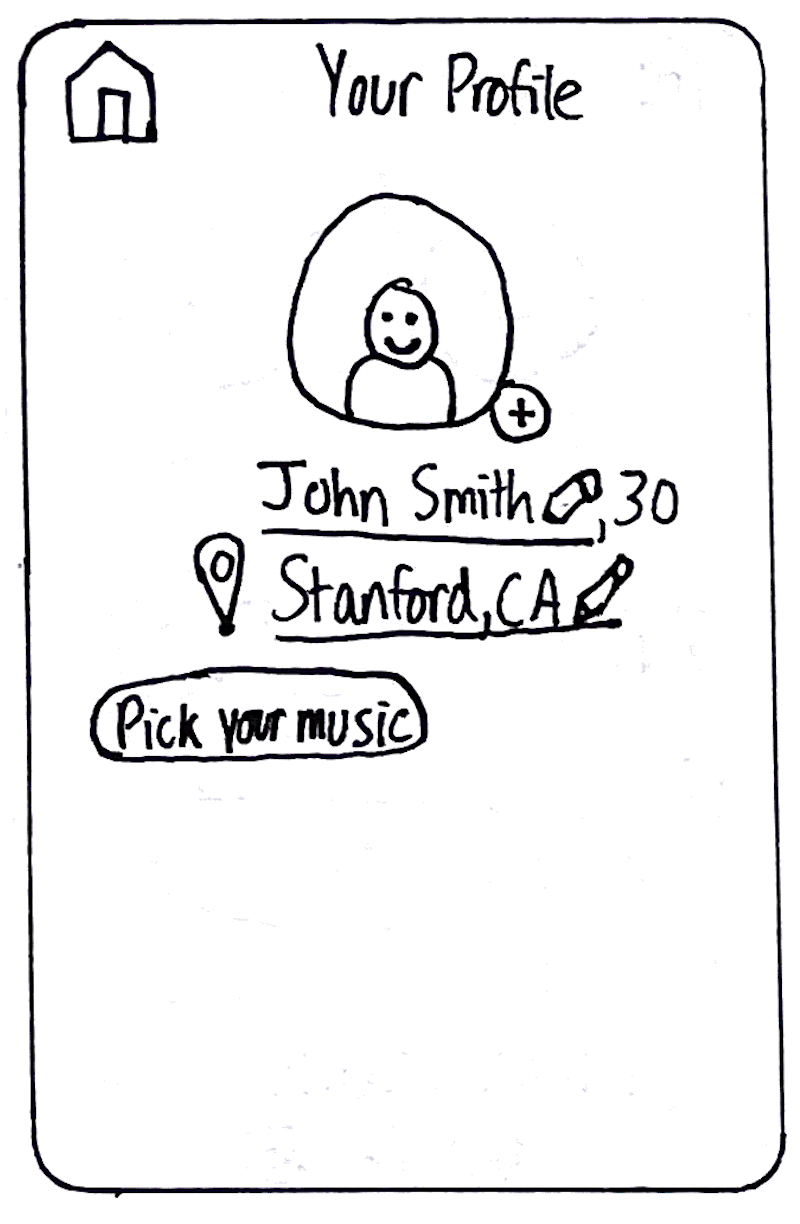 Your Profile
+
John Smith, 30
Stanford, CA
Pick your music